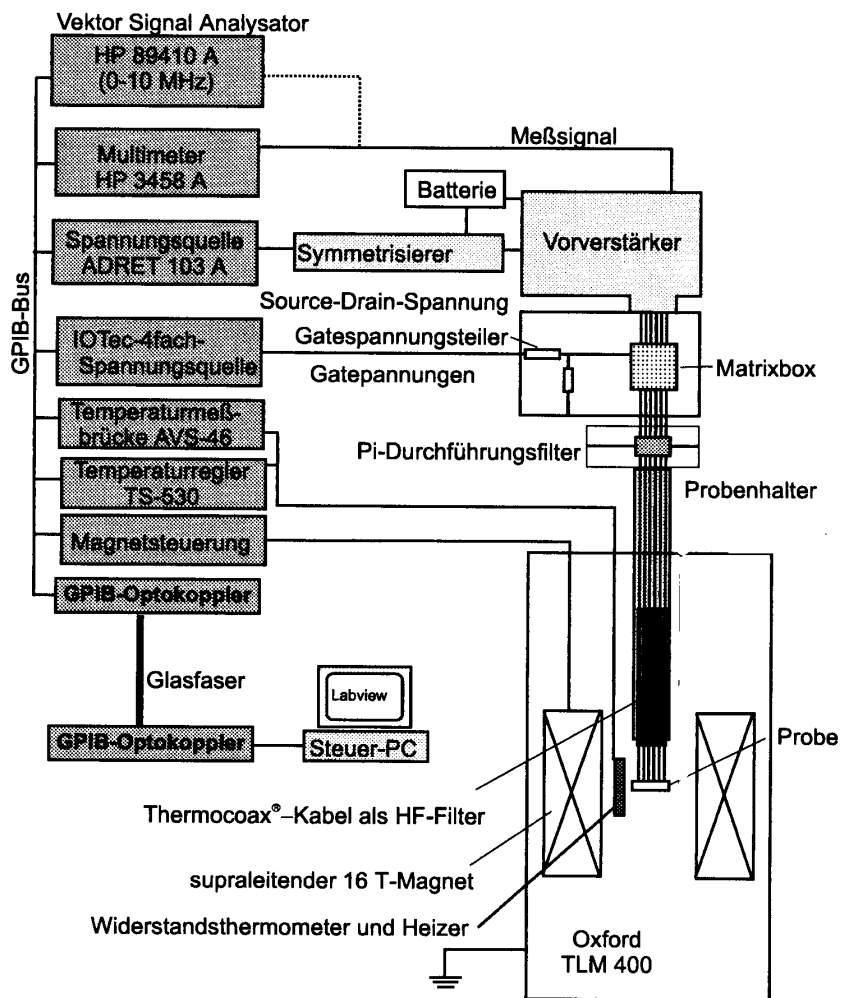 Vektor Signal Analysator
HP 89410 A
(0-10 MHz)
Meßsignal
Multimeter
HP 3458 A
Batterie
Spannungsquelle
ADRET 103 A
Symmetrisierer
Vorverstärker
GPIB-Bus
Source-Drain-Spannung
IOTec-4fach-
Spannungsquelle
Gatespannungsteiler
Gatepannungen
Matrixbox
Temperaturmeß-
brücke AVS-46
Pi-Durchführungsfilter
Temperaturregler
TS-530
Probenhalter
Magnetsteuerung
GPIB-Optokoppler
Glasfaser
Labview
GPIB-Optokoppler
Steuer-PC
Probe
Thermocoax®–Kabel als HF-Filter
supraleitender 16 T-Magnet
Widerstandsthermometer und Heizer
Oxford
TLM 400